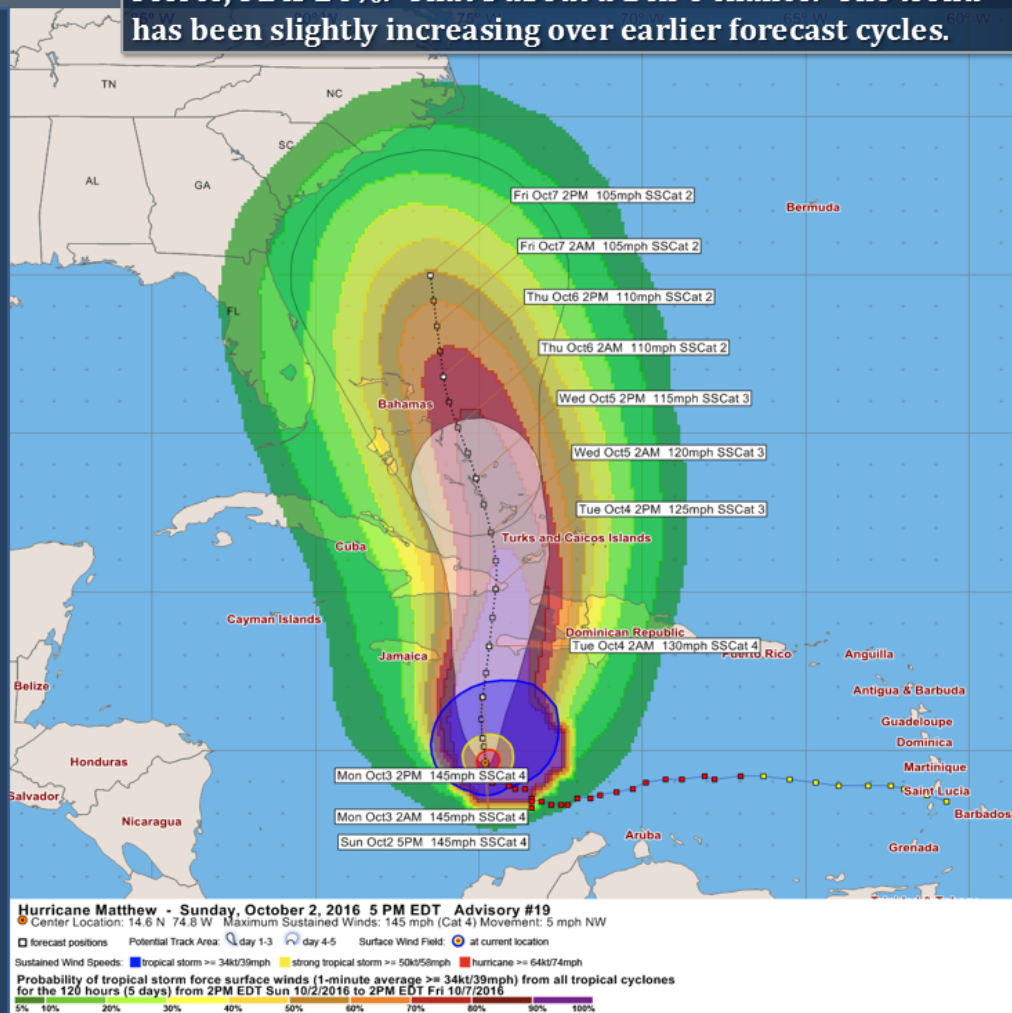 has been slightly increasing over earlier forecast cycles.
TN
NC
SC
AL
GA
Fri Oct7 2PM 105mph SSCat 2
Bermuda
Fri Oct7 2AM 105mph SSCat 2
Thu Oct6 2PM 110mph SSCat 2
FL
Thu Oct6 2AM 110mph SSCat 2
Bahamas
Wed Oct5 2PM 115mph SSCat 3
Wed Oct5 2AM 120mph SSCat 3
Tue Oct4 2PM 125mph SSCat 3
Turks and Caicos Islands
Cuba
Cayman Islands
Dominican Republic
Tue Oct4 2AM 130mph SSCat 4
Puerto Rico
Jamaica
Anguilla
Belize
Antigua & Barbuda
Guadeloupe
Dominica
Honduras
Martinique
Mon Oct3 2PM 145mph SSCat 4
Salvador
Saint Lucia
Barbados
Nicaragua
Mon Oct3 2AM 145mph SSCat 4
Aruba
Sun Oct2 5PM 145mph SSCat 4
Grenada
Hurricane Matthew - Sunday, October 2, 2016 5 PM EDT Advisory #19
Center Location: 14.6 N 74.8 W Maximum Sustained Winds: 145 mph (Cat 4) Movement: 5 mph NW
forecast positions Potential Track Area: day 1-3 day 4-5 Surface Wind Field: at current location
Sustained Wind Speeds: tropical storm >= 34kt/39mph) strong tropical storm >= 50kt/58mph) hurricane >= 64kt/74mph)
Probability of tropical storm force surface winds (1-minute average >= 34kt/39mph) from all tropical cyclones
for the 120 hours (5 days) from 2PM EDT Sun 10/2/2016 to 2PM EDT Fri 10/7/2016
5% 10% 20% 30% 40% 50% 60% 70% 80% 90% 100%